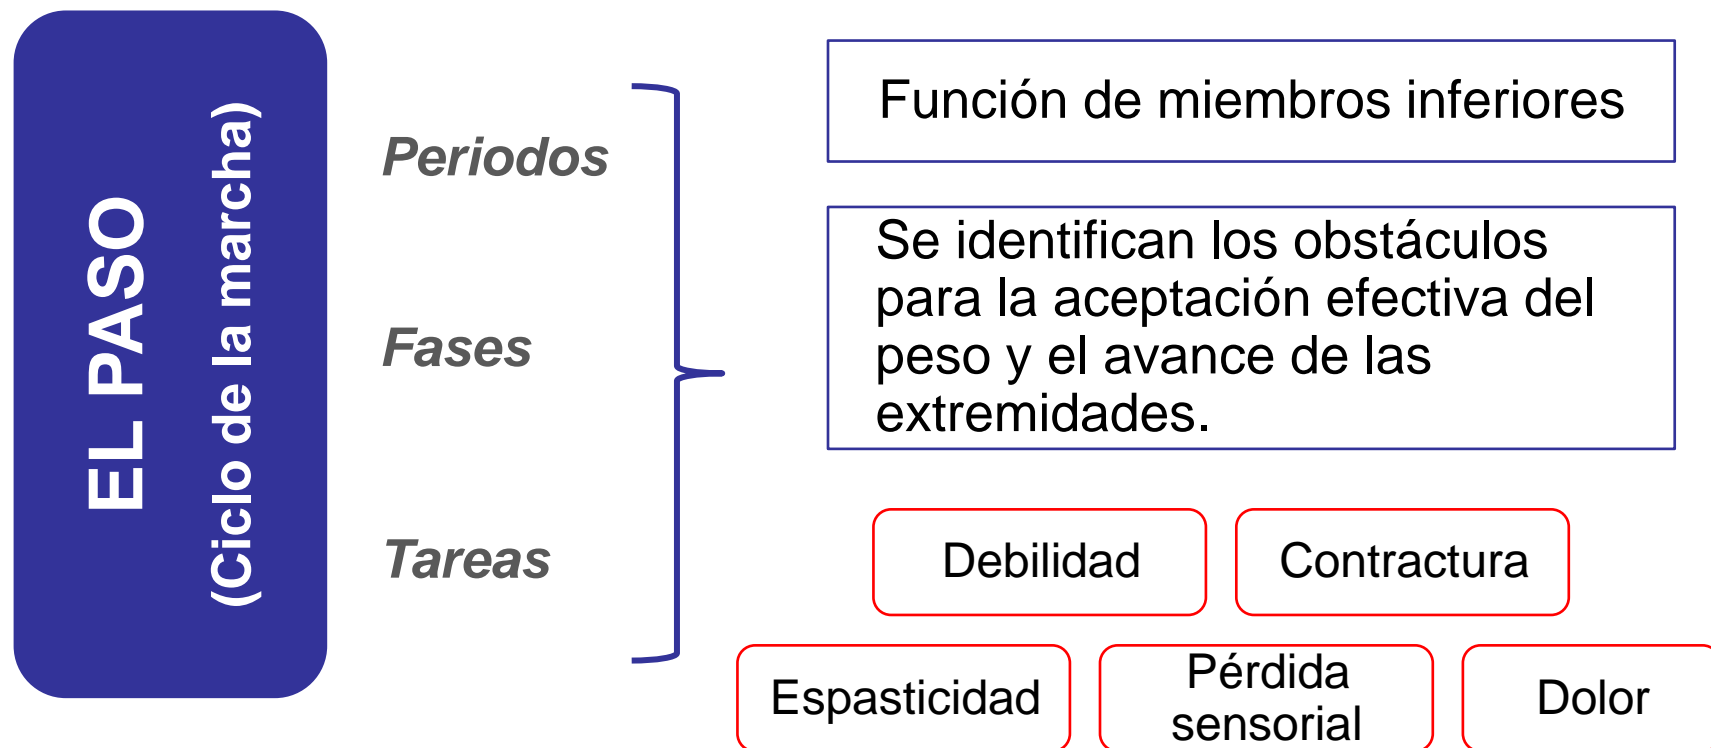 EL PASO
(Ciclo de la marcha)
Periodos
Fases
Tareas
Función de miembros inferiores
Se identifican los obstáculos
para la aceptación efectiva del
peso y el avance de las
extremidades.
Debilidad
Contractura
Espasticidad
Pérdida
sensorial
Dolor